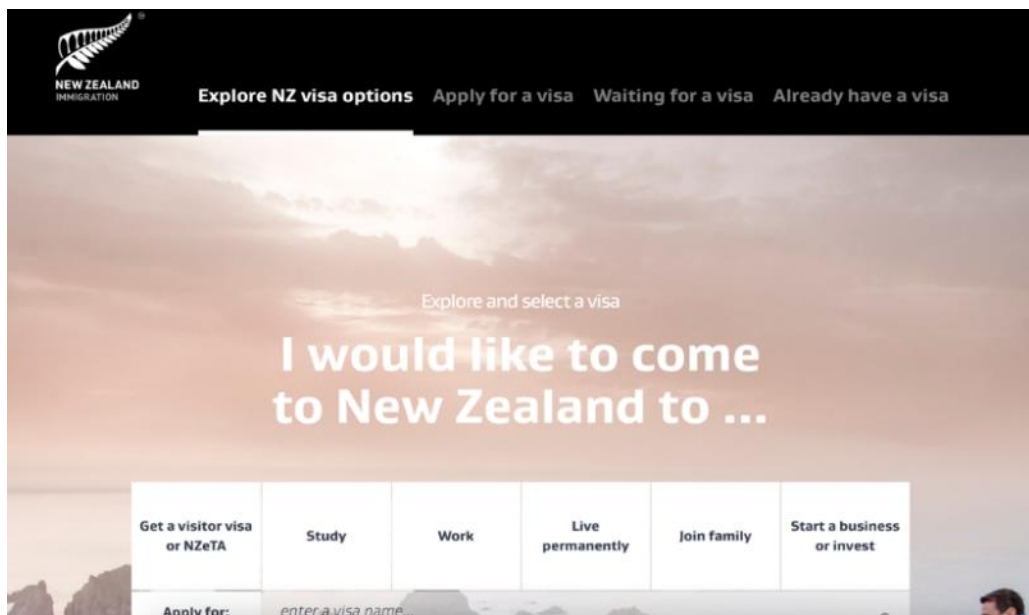 NEW ZEALAND
IMMIGRATION
Explore NZ visa options Apply for a visa Waiting for a visa Already have a visa
Explore and select a visa
I would like to come
to New Zealand to ...
Get a visitor visa
or NZeTA
Study
Work
Live
permanently
Join family
Start a business
or invest
Apply for: enter a visa name...